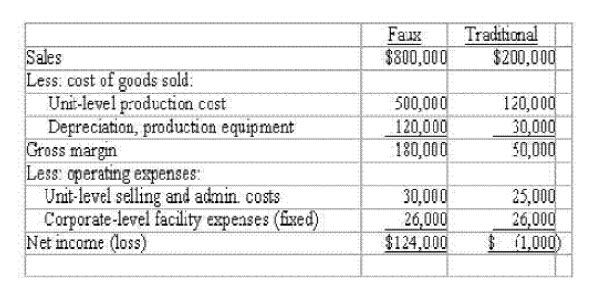 Faux Traditional
Sales $800,000 $200,000
Less: cost of goods sold:
Unit-level production cost 500,000 120,000
Depreciation, production equipment 120,000 30,000
Gross margin 180,000 50,000
Less: operating expenses:
Unit-level selling and admin. costs 30,000 25,000
Corporate-level facility expenses (fixed) 26,000 26,000
Net income (loss) $124,000 $ (1,000)